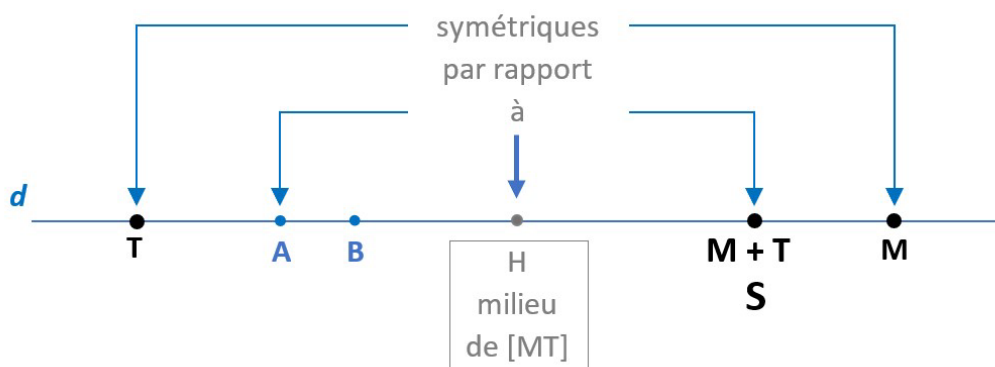 symétriques
par rapport
à
d
T
A
B
M + T
M
S
H
milieu
de [MT]